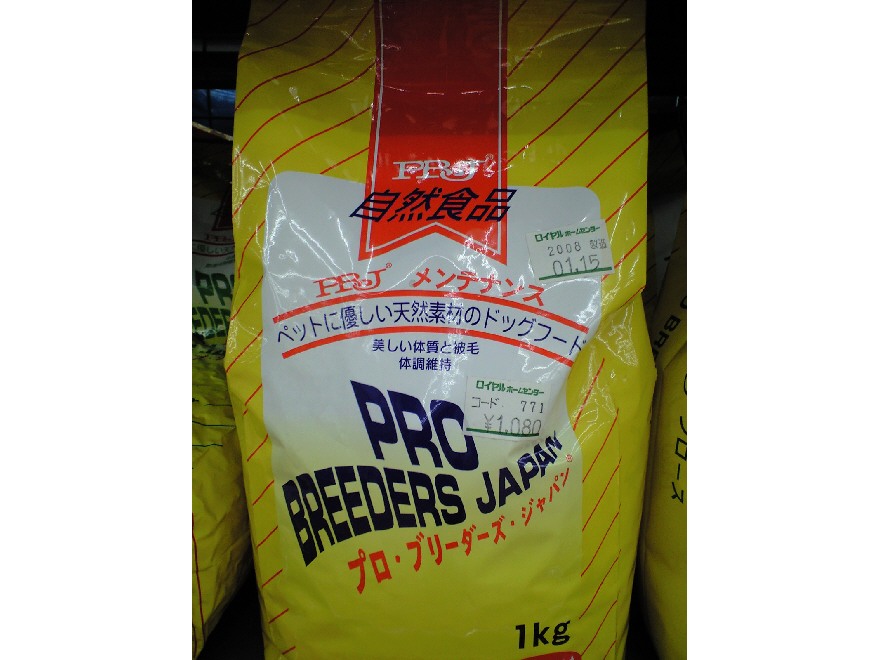 PBJ®
自然食品
ロイヤルホームセンター
2008
01.15
PBJ® メンテナンス
ペットに優しい天然素材のドッグフード
美しい体質と被毛
体調維持
ロイヤルホームセンター
コード 771
¥1,080
PRO
BREEDERS JAPAN
プロ・ブリーダーズ・ジャパン®
1kg